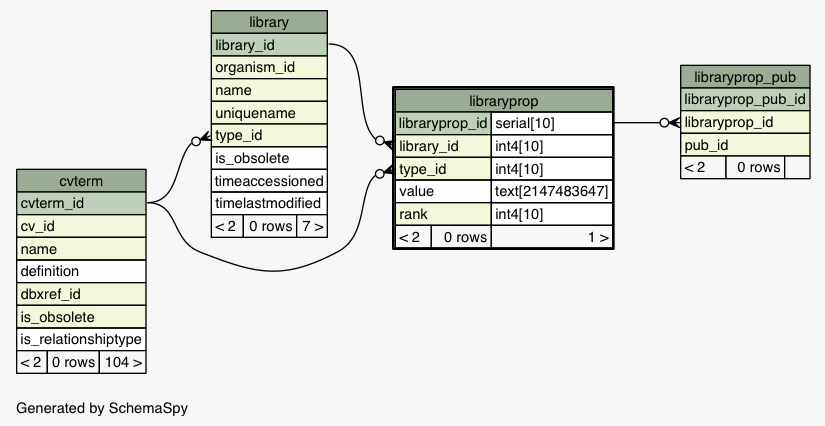 library
library_id
organism_id
name
uniquename
type_id
is_obsolete
timeaccessioned
timelastmodified
< 2 0 rows 7 >
cvterm
cvterm_id
cv_id
name
definition
dbxref_id
is_obsolete
is_relationshiptype
< 2 0 rows 104 >
libraryprop
libraryprop_id serial[10]
library_id int4[10]
type_id int4[10]
value text[2147483647]
rank int4[10]
< 2 0 rows 1 >
libraryprop_pub
libraryprop_pub_id
libraryprop_id
pub_id
< 2 0 rows
Generated by SchemaSpy